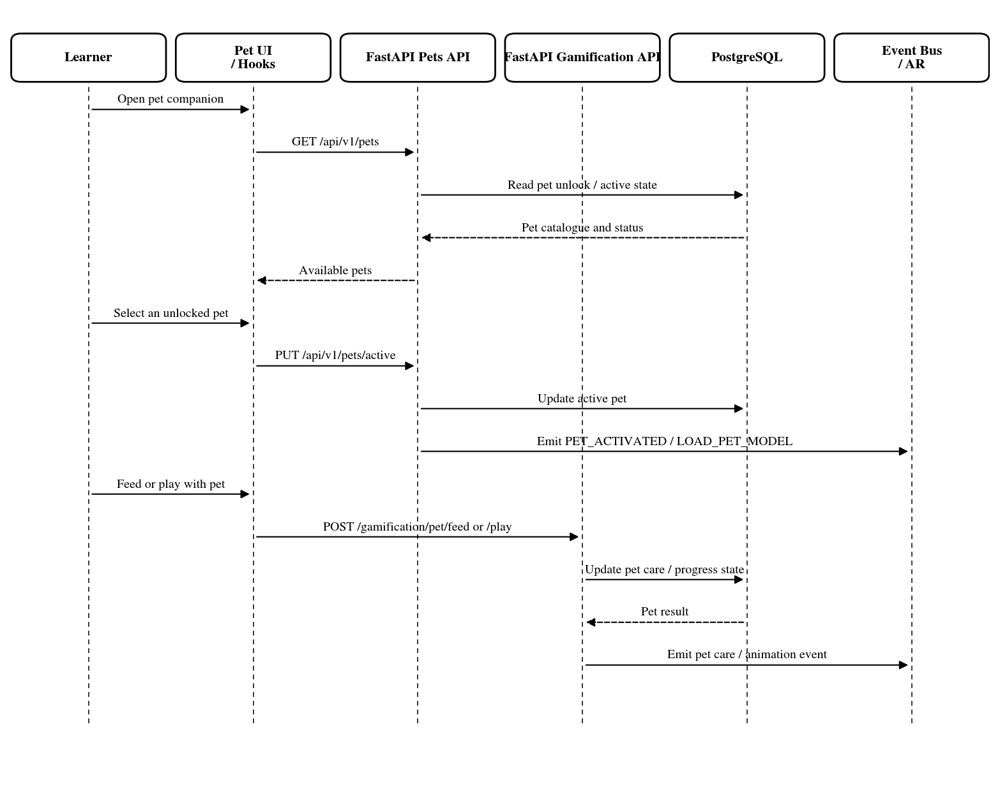 Learner
Pet UI
/ Hooks
FastAPI Pets API
FastAPI Gamification API
PostgreSQL
Event Bus
/ AR
Open pet companion
GET /api/v1/pets
Read pet unlock / active state
Pet catalogue and status
Available pets
Select an unlocked pet
PUT /api/v1/pets/active
Update active pet
Emit PET_ACTIVATED / LOAD_PET_MODEL
Feed or play with pet
POST /gamification/pet/feed or /play
Update pet care / progress state
Pet result
Emit pet care / animation event